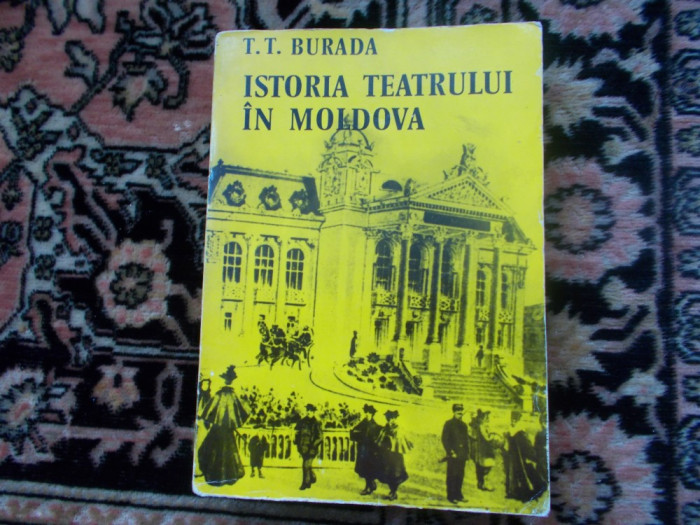 T. T. BURADA
ISTORIA TEATRULUI
ÎN MOLDOVA